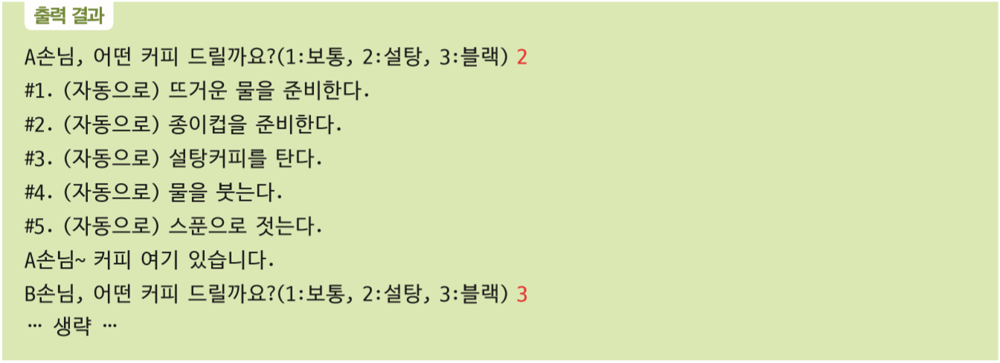 출력 결과
A손님, 어떤 커피 드릴까요?(1:보통, 2:설탕, 3:블랙) 2
#1. (자동으로) 뜨거운 물을 준비한다.
#2. (자동으로) 종이컵을 준비한다.
#3. (자동으로) 설탕커피를 탄다.
#4. (자동으로) 물을 붓는다.
#5. (자동으로) 스푼으로 젓는다.
A손님~ 커피 여기 있습니다.
B손님, 어떤 커피 드릴까요?(1:보통, 2:설탕, 3:블랙) 3
… 생략 …